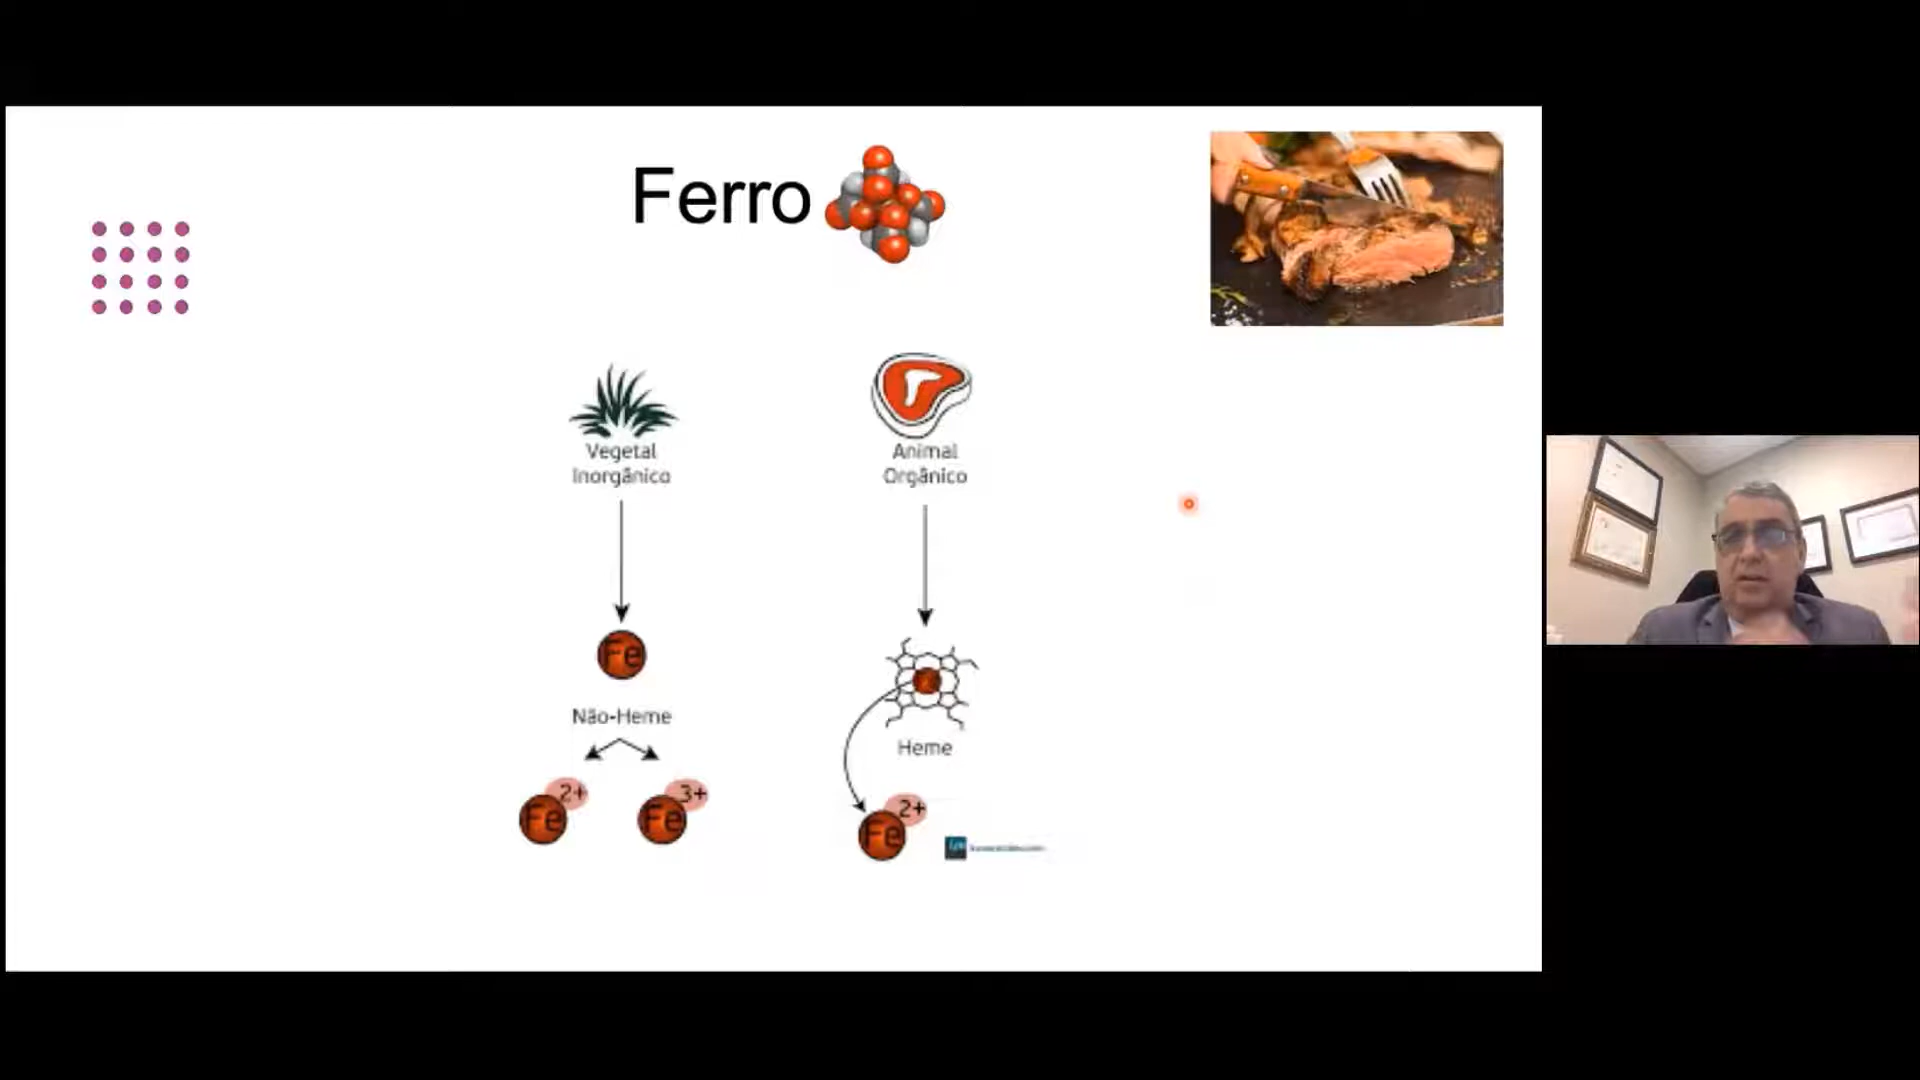 Ferro
Vegetal
Inorgânico
Animal
Orgânico
Fe
Não-Heme
Heme
Fe 2+
Fe 3+
Fe 2+